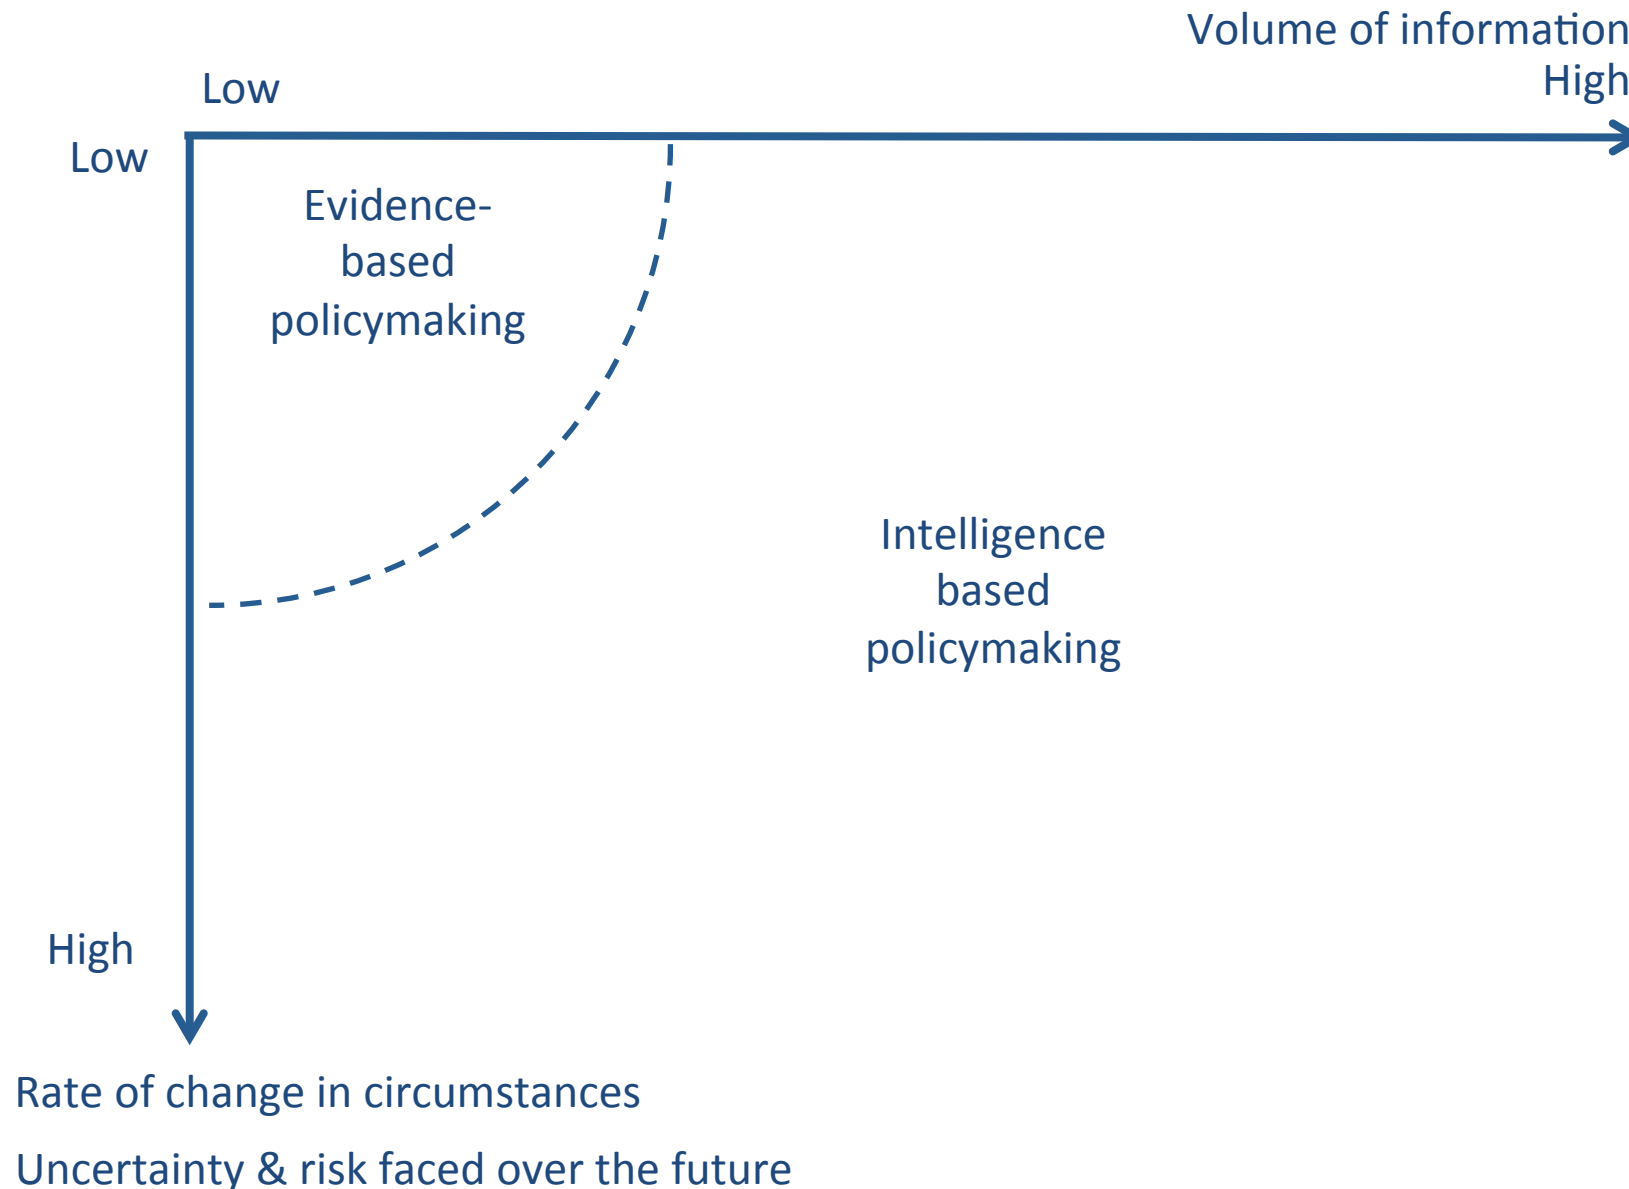 Volume of information
High
Low
Low
Evidence-
based
policymaking
Intelligence
based
policymaking
High
Rate of change in circumstances
Uncertainty & risk faced over the future